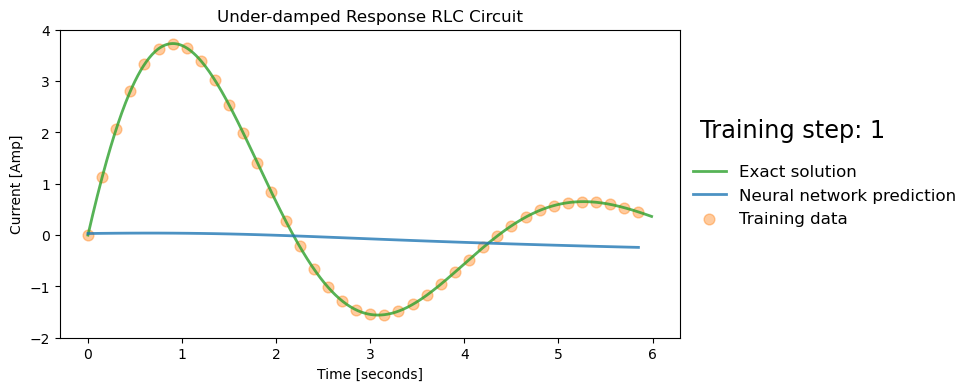 Under-damped Response RLC Circuit
4
3
2
1
0
−1
−2
Current [Amp]
0 1 2 3 4 5 6
Time [seconds]
Training step: 1
Exact solution
Neural network prediction
Training data